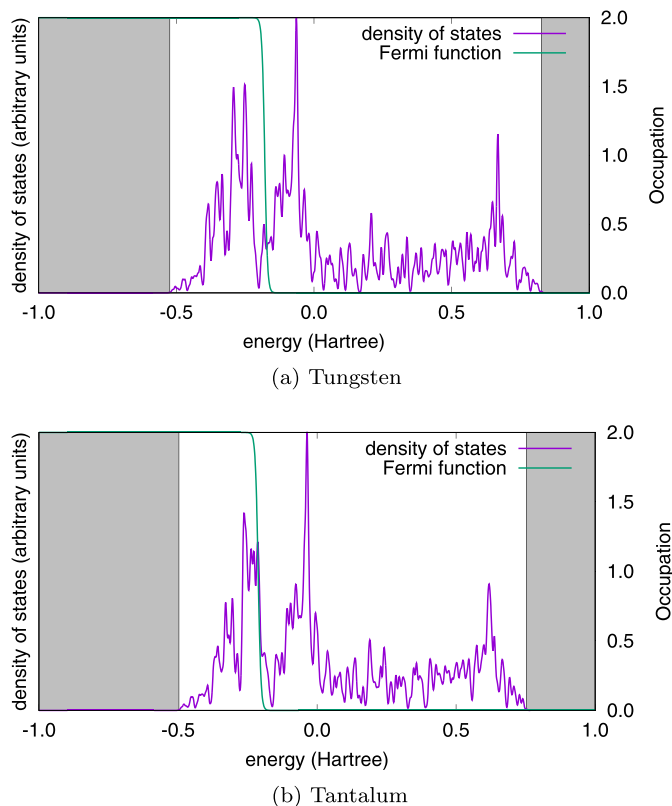 density of states (arbitrary units)
density of states
Fermi function
2.0
1.5
1.0
0.5
0.0
Occupation
-1.0 -0.5 0.0 0.5 1.0
energy (Hartree)
(a) Tungsten
density of states (arbitrary units)
density of states
Fermi function
2.0
1.5
1.0
0.5
0.0
Occupation
-1.0 -0.5 0.0 0.5 1.0
energy (Hartree)
(b) Tantalum